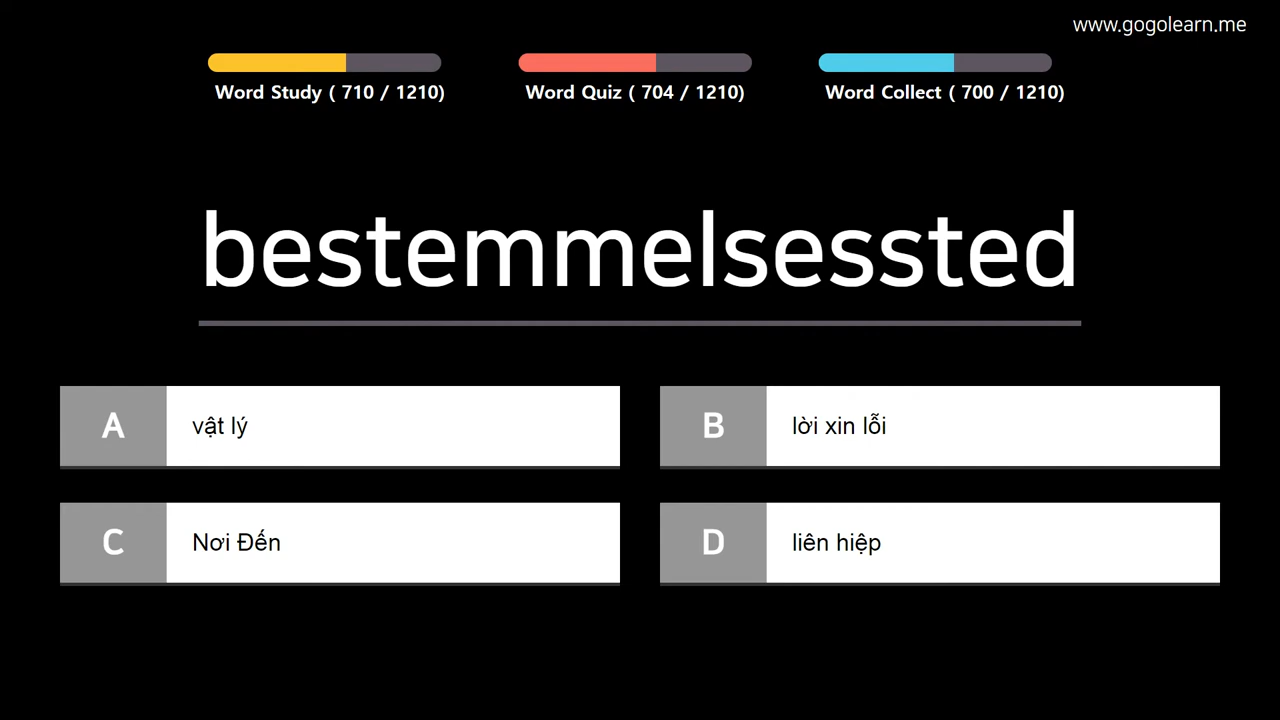 www.gogolearn.me
Word Study ( 710 / 1210)
Word Quiz ( 704 / 1210)
Word Collect ( 700 / 1210)
bestemmelsessted
A vật lý
B lời xin lỗi
C Nơi Đến
D liên hiệp